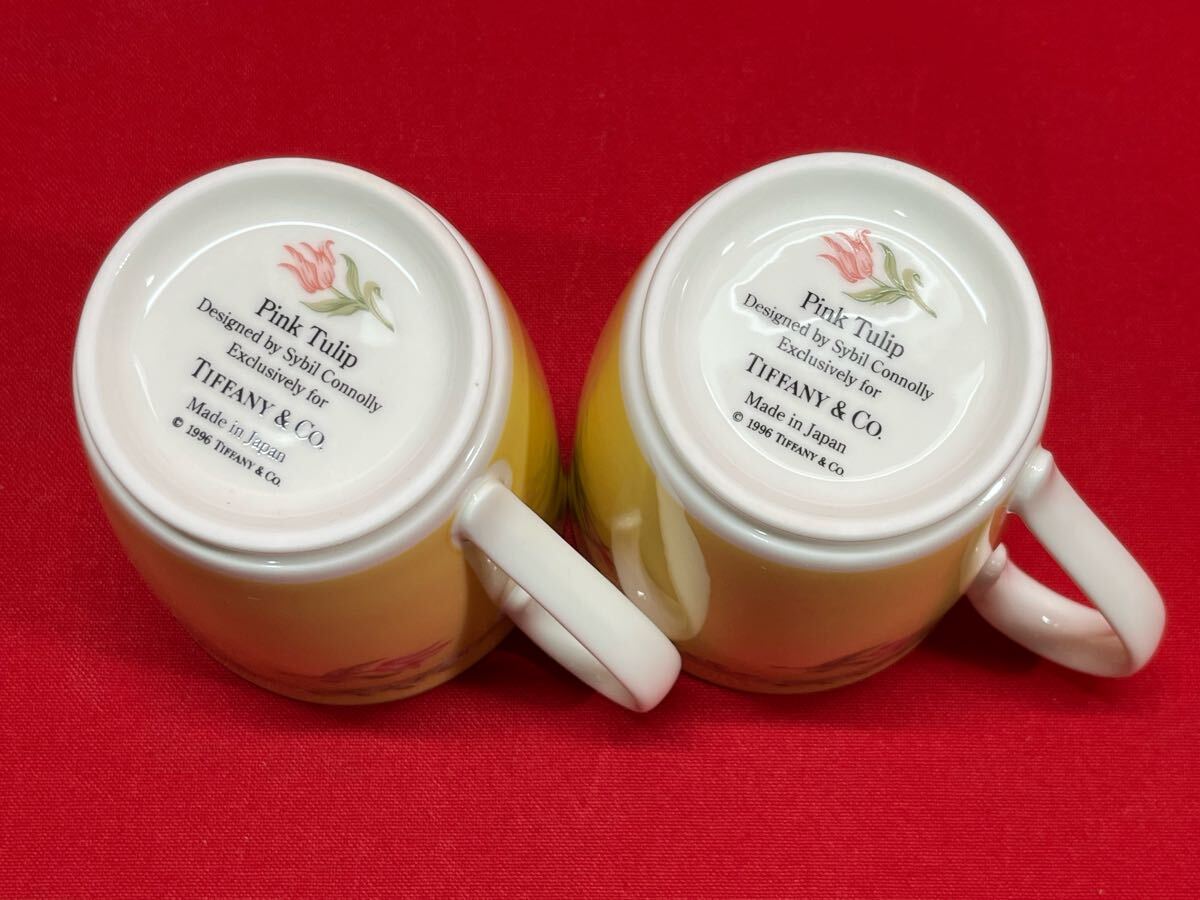 Pink Tulip
Designed by Sybil Connolly
Exclusively for
TIFFANY & CO.
Made in Japan
© 1996 TIFFANY & CO.
Pink Tulip
Designed by Sybil Connolly
Exclusively for
TIFFANY & CO.
Made in Japan
© 1996 TIFFANY & CO.